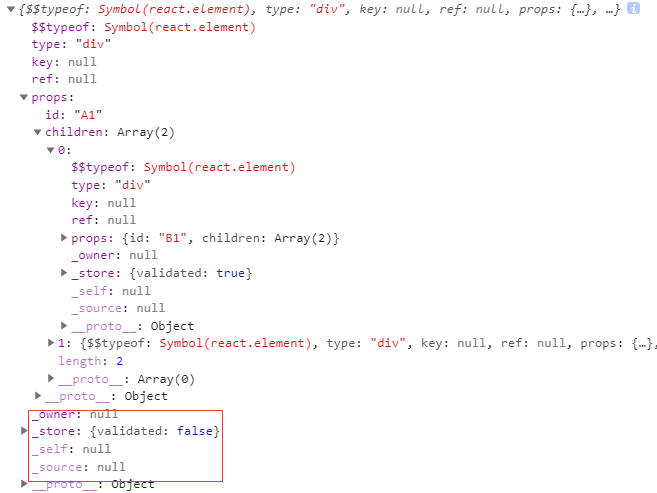 {$$typeof: Symbol(react.element), type: "div", key: null, ref: null, props: {…}, …}
$$typeof: Symbol(react.element)
type: "div"
key: null
ref: null
props:
id: "A1"
children: Array(2)
0:
$$typeof: Symbol(react.element)
type: "div"
key: null
ref: null
props: {id: "B1", children: Array(2)}
_owner: null
_store: {validated: true}
_self: null
_source: null
__proto__: Object
1: {$$typeof: Symbol(react.element), type: "div", key: null, ref: null, props: {…},
length: 2
__proto__: Array(0)
__proto__: Object
_owner: null
_store: {validated: false}
_self: null
_source: null
__proto__: Object